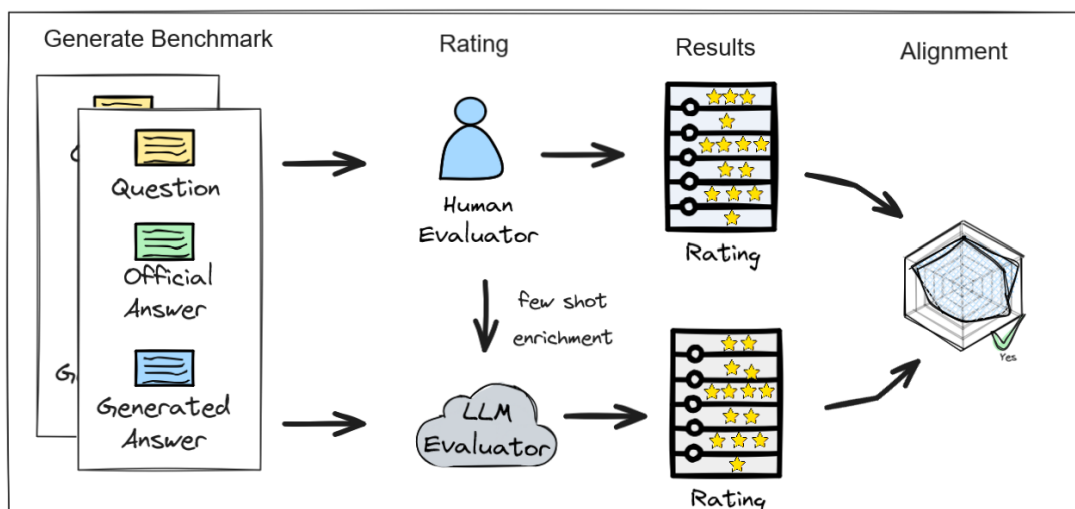 Generate Benchmark
Rating
Results
Alignment
Question
Official
Answer
Generated
Answer
Human
Evaluator
few shot
enrichment
LLM
Evaluator
Rating
Rating
Yes